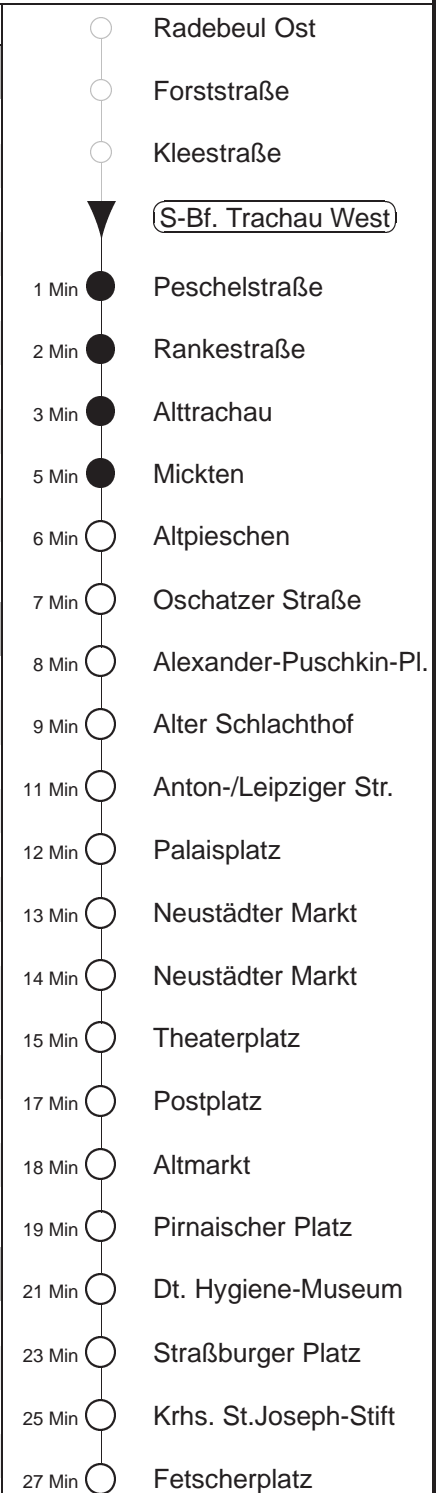 Radebeul Ost
Forststraße
Kleestraße
S-Bf. Trachau West
1 Min Peschelstraße
2 Min Rankestraße
3 Min Alttrachau
5 Min Mickten
6 Min Altpieschen
7 Min Oschatzer Straße
8 Min Alexander-Puschkin-Pl.
9 Min Alter Schlachthof
11 Min Anton-/Leipziger Str.
12 Min Palaisplatz
13 Min Neustädter Markt
14 Min Neustädter Markt
15 Min Theaterplatz
17 Min Postplatz
18 Min Altmarkt
19 Min Pirnaischer Platz
21 Min Dt. Hygiene-Museum
23 Min Straßburger Platz
25 Min Krhs. St.Joseph-Stift
27 Min Fetscherplatz